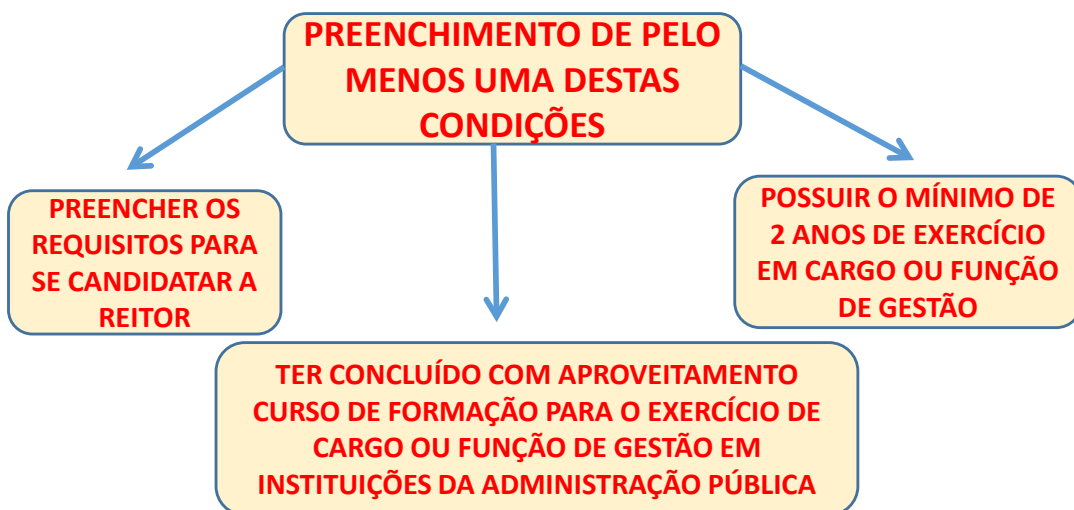 PREENCHIMENTO DE PELO
MENOS UMA DESTAS
CONDIÇÕES
PREENCHER OS
REQUISITOS PARA
SE CANDIDATAR A
REITOR
POSSUIR O MÍNIMO DE
2 ANOS DE EXERCÍCIO
EM CARGO OU FUNÇÃO
DE GESTÃO
TER CONCLUÍDO COM APROVEITAMENTO
CURSO DE FORMAÇÃO PARA O EXERCÍCIO DE
CARGO OU FUNÇÃO DE GESTÃO EM
INSTITUIÇÕES DA ADMINISTRAÇÃO PÚBLICA